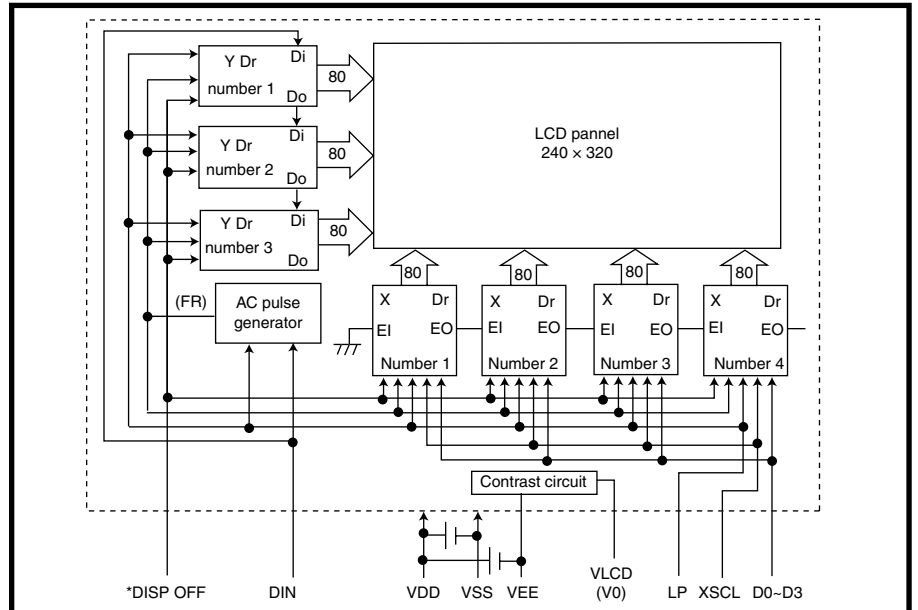 Y Dr
Di
number 1
Do
80
Y Dr
Di
number 2
Do
80
Y Dr
Di
number 3
Do
80
LCD pannel
240 × 320
(FR)
AC pulse
generator
80
80
80
80
X Dr
EI EO
Number 1
X Dr
EI EO
Number 2
X Dr
EI EO
Number 3
X Dr
EI EO
Number 4
Contrast circuit
*DISP OFF
DIN
VDD
VSS
VEE
VLCD
(V0)
LP
XSCL
D0~D3